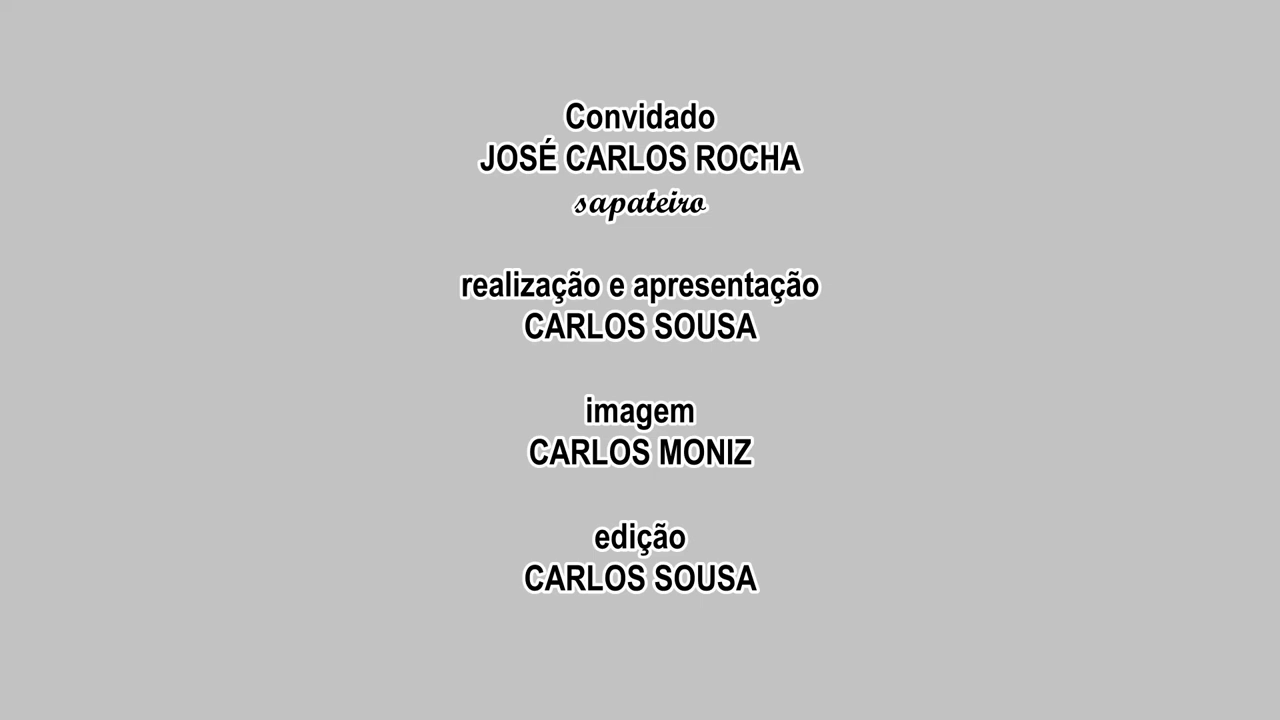 Convidado
JOSÉ CARLOS ROCHA
sapateiro
realização e apresentação
CARLOS SOUSA
imagem
CARLOS MONIZ
edição
CARLOS SOUSA